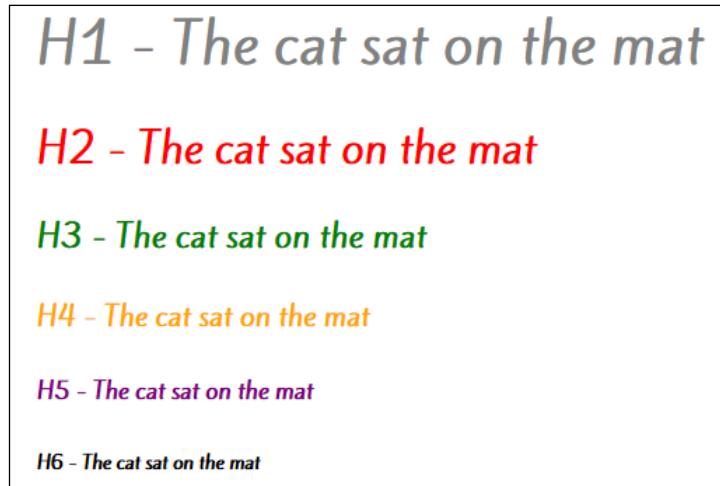 H1 - The cat sat on the mat
H2 - The cat sat on the mat
H3 - The cat sat on the mat
H4 - The cat sat on the mat
H5 - The cat sat on the mat
H6 - The cat sat on the mat